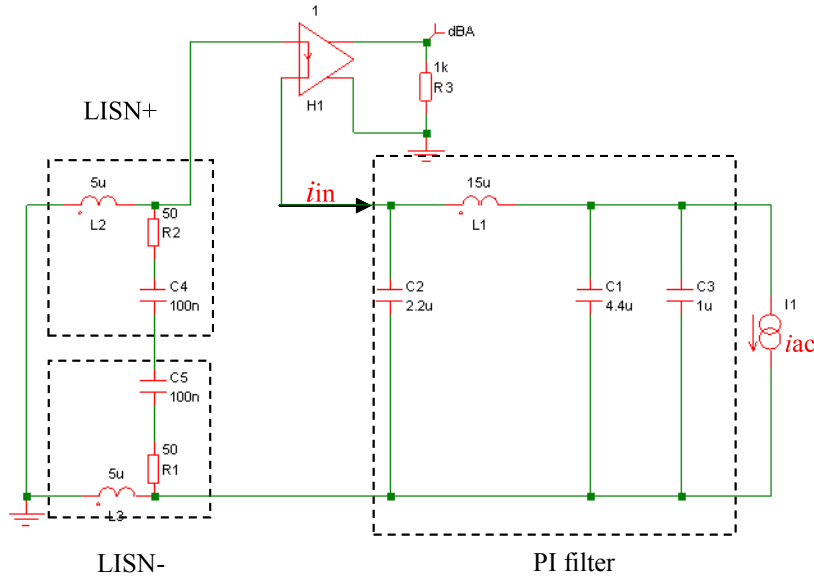 1
dBA
1k
R3
H1
LISN+
5u
L2
50
R2
C4
100n
iin
15u
L1
C2
2.2u
C1
4.4u
C3
1u
I1
iac
C5
100n
50
R1
5u
L3
LISN-
PI filter